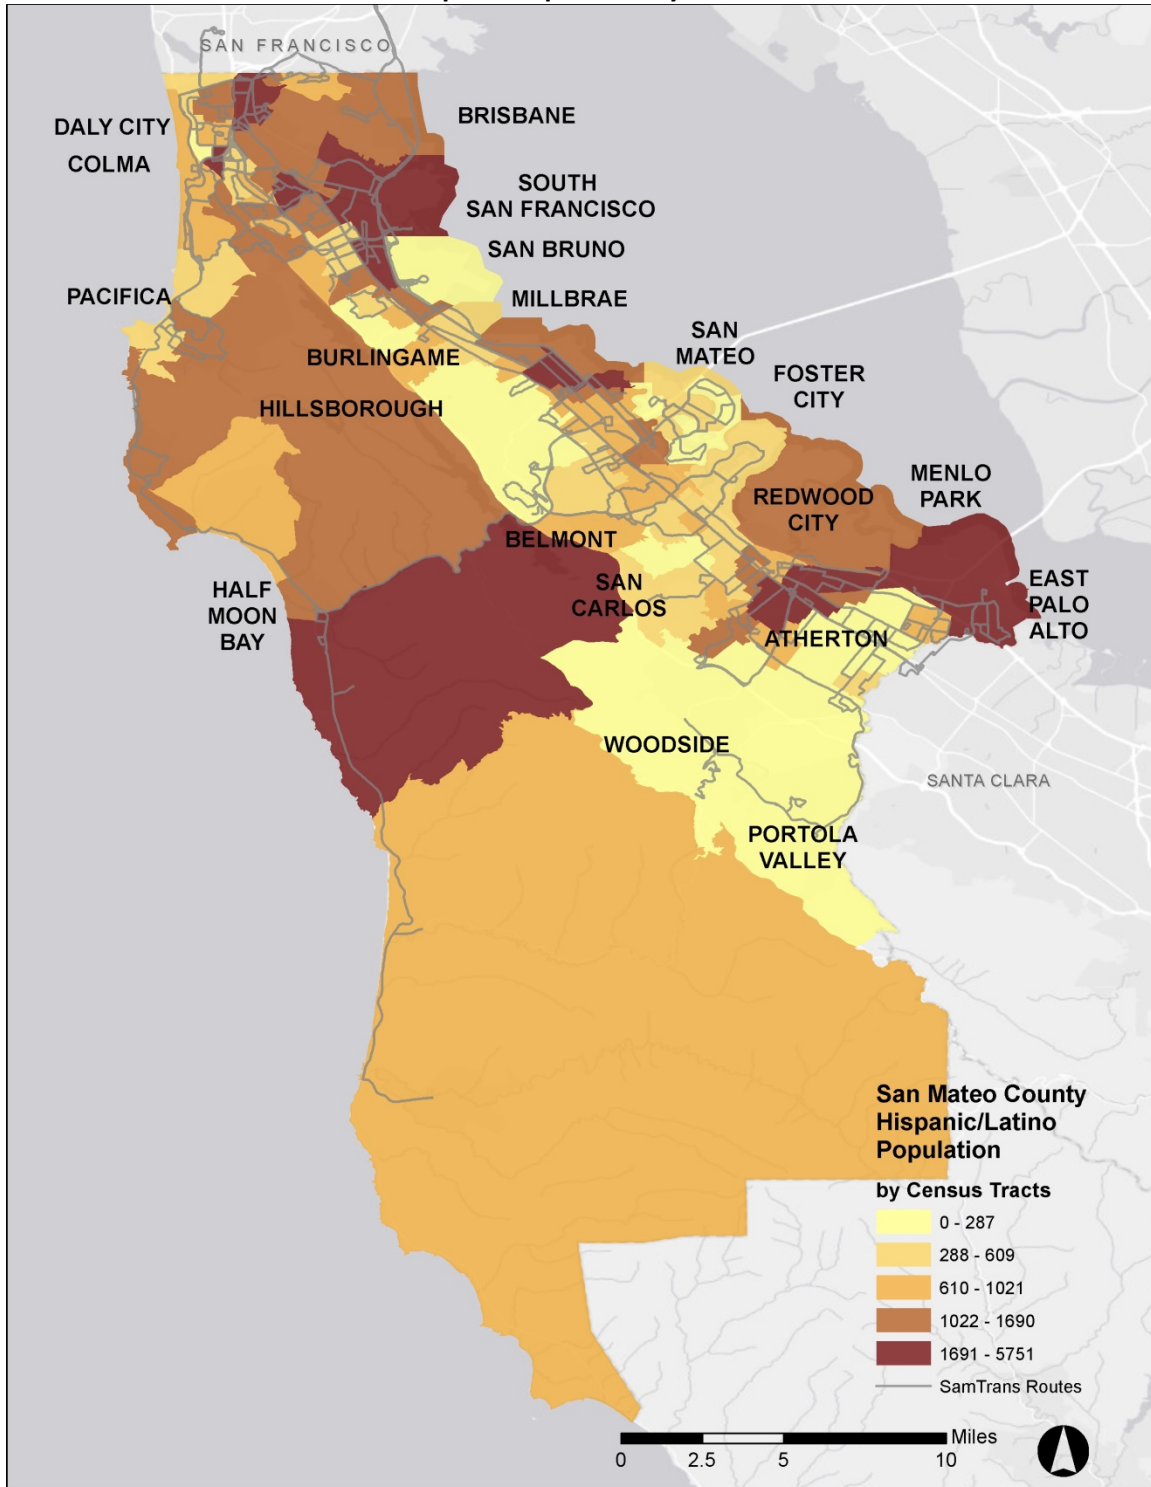 SAN FRANCISCO
DALY CITY
COLMA
BRISBANE
SOUTH
SAN FRANCISCO
SAN BRUNO
PACIFICA
MILLBRAE
SAN
MATEO
BURLINGAME
FOSTER
CITY
HILLSBOROUGH
MENLO
PARK
REDWOOD
CITY
BELMONT
HALF
MOON
BAY
SAN
CARLOS
EAST
PALO
ALTO
ATHERTON
WOODSIDE
SANTA CLARA
PORTOLA
VALLEY
San Mateo County
Hispanic/Latino
Population
by Census Tracts
0 - 287
288 - 609
610 - 1021
1022 - 1690
1691 - 5751
SamTrans Routes
Miles
0 2.5 5 10